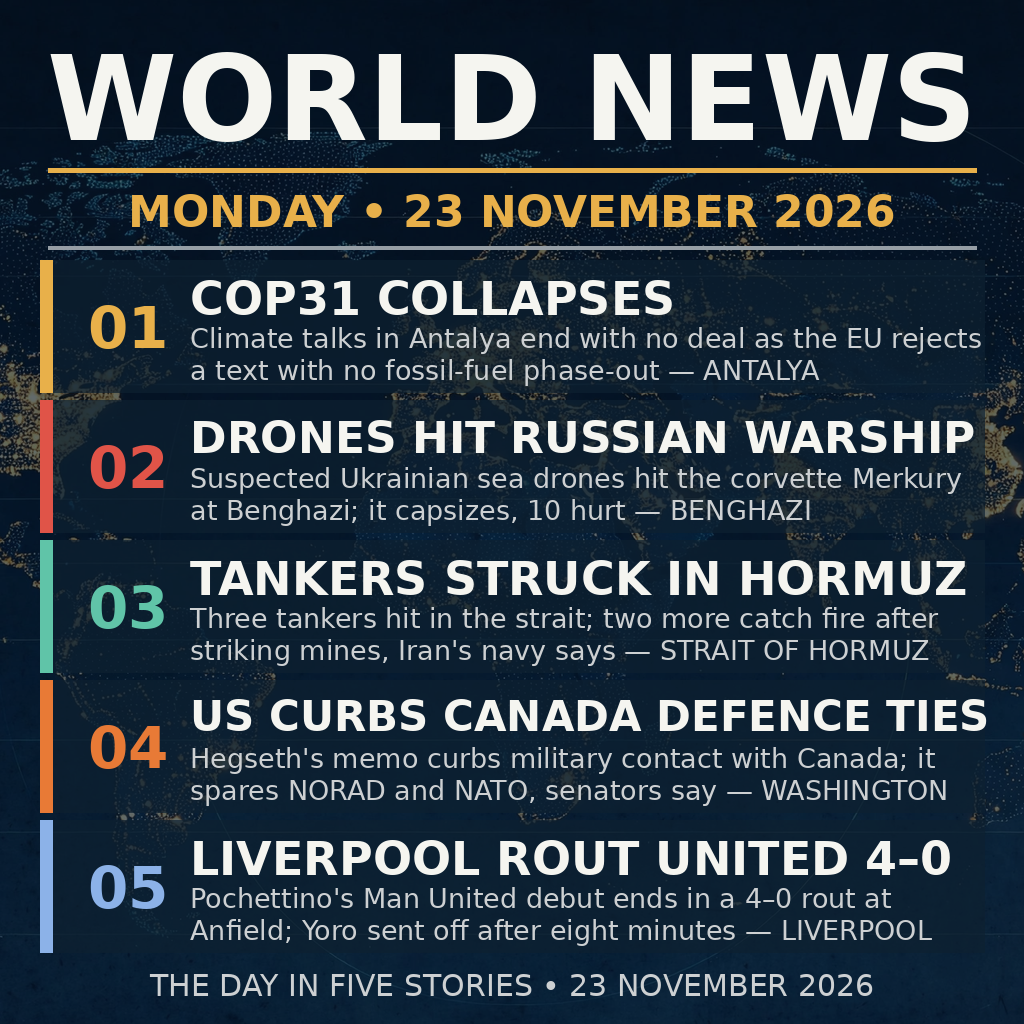 WORLD NEWS
MONDAY • 23 NOVEMBER 2026
01
COP31 COLLAPSES
Climate talks in Antalya end with no deal as the EU rejects
a text with no fossil-fuel phase-out — ANTALYA
02
DRONES HIT RUSSIAN WARSHIP
Suspected Ukrainian sea drones hit the corvette Merkury
at Benghazi; it capsizes, 10 hurt — BENGHAZI
03
TANKERS STRUCK IN HORMUZ
Three tankers hit in the strait; two more catch fire after
striking mines, Iran's navy says — STRAIT OF HORMUZ
04
US CURBS CANADA DEFENCE TIES
Hegseth's memo curbs military contact with Canada; it
spares NORAD and NATO, senators say — WASHINGTON
05
LIVERPOOL ROUT UNITED 4–0
Pochettino's Man United debut ends in a 4–0 rout at
Anfield; Yoro sent off after eight minutes — LIVERPOOL
THE DAY IN FIVE STORIES • 23 NOVEMBER 2026